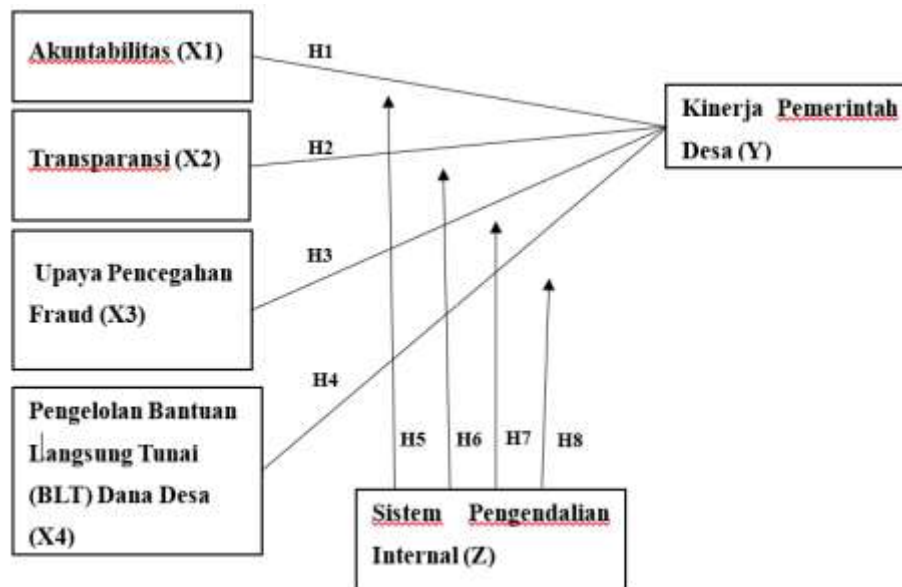 Akuntabilitas (X1)
H1
Kinerja Pemerintah
Desa (Y)
Transparansi (X2)
H2
Upaya Pencegahan
Fraud (X3)
H3
H4
Pengelolan Bantuan
Langsung Tunai
(BLT) Dana Desa
(X4)
H5
H6
H7
H8
Sistem Pengendalian
Internal (Z)